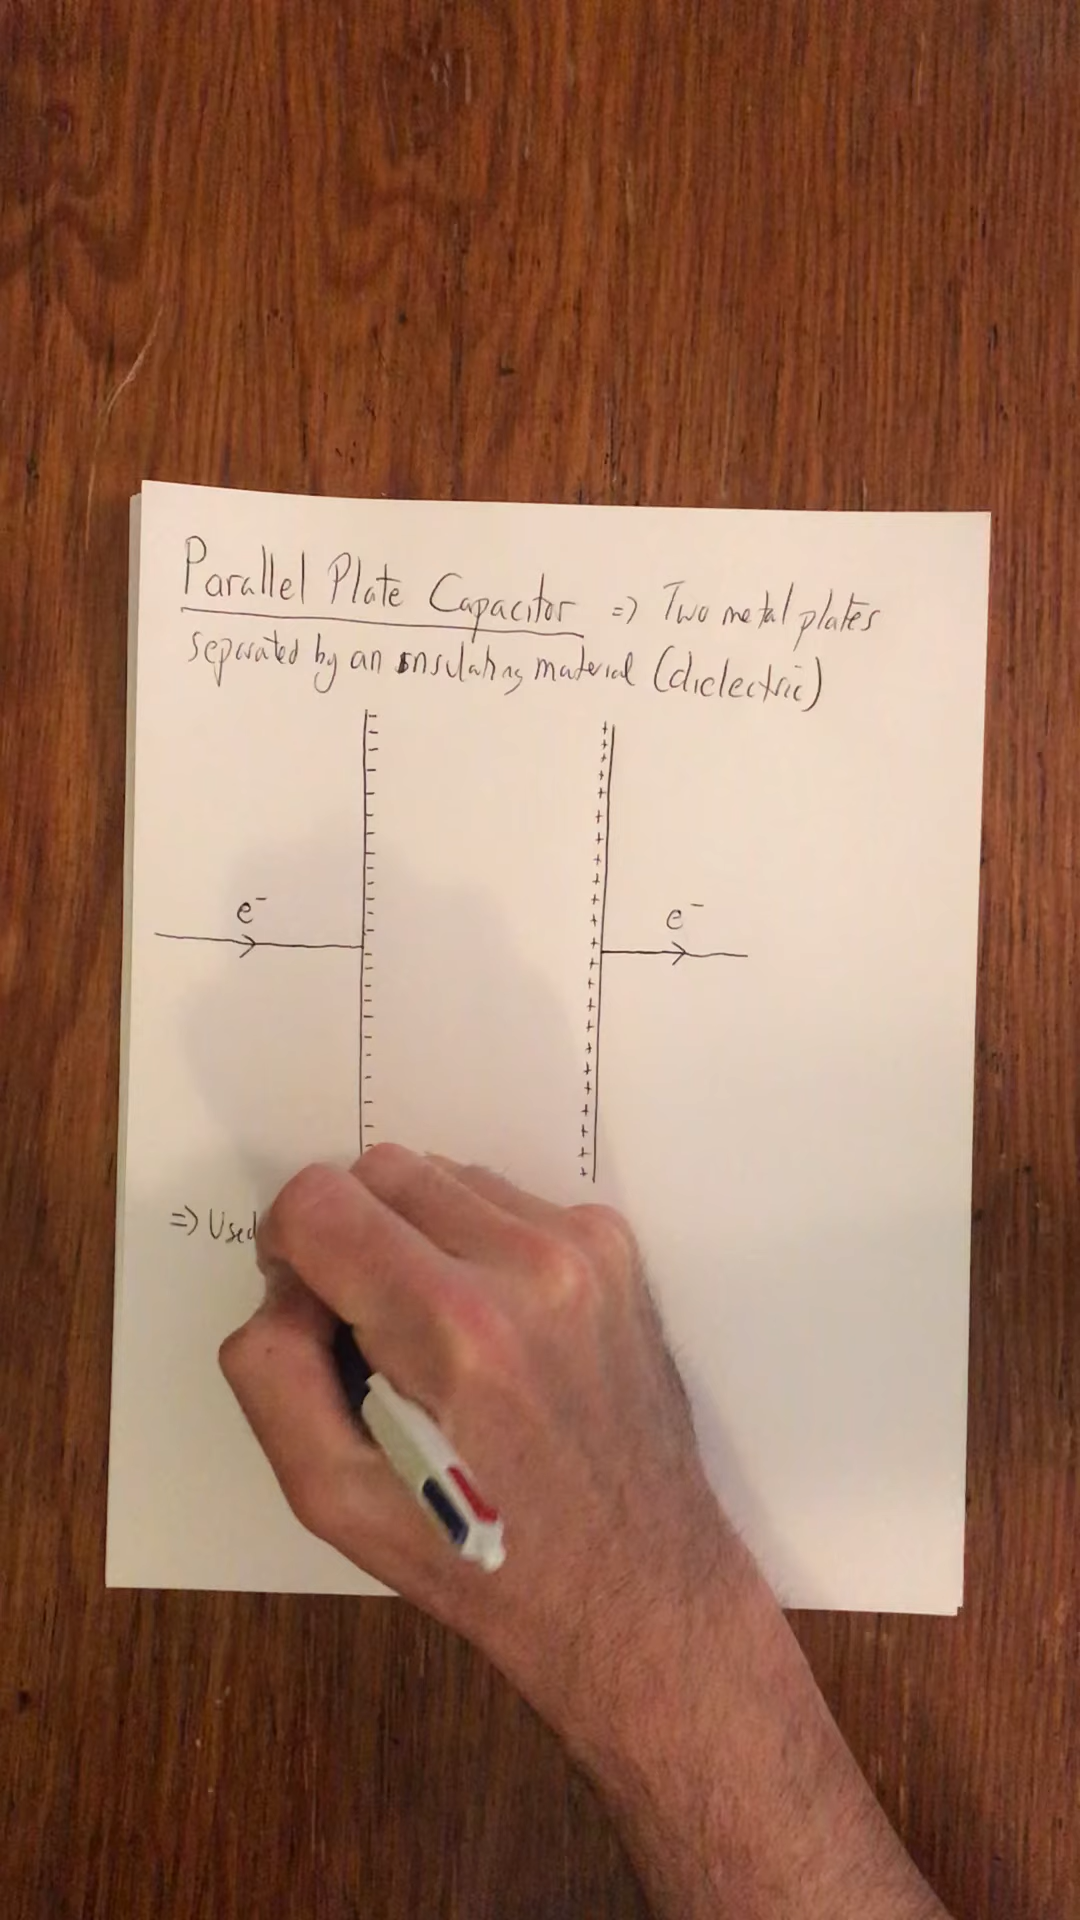 Parallel Plate Capacitor => Two metal plates
separated by an insulating material (dielectric)
e⁻
e⁻
=> Used